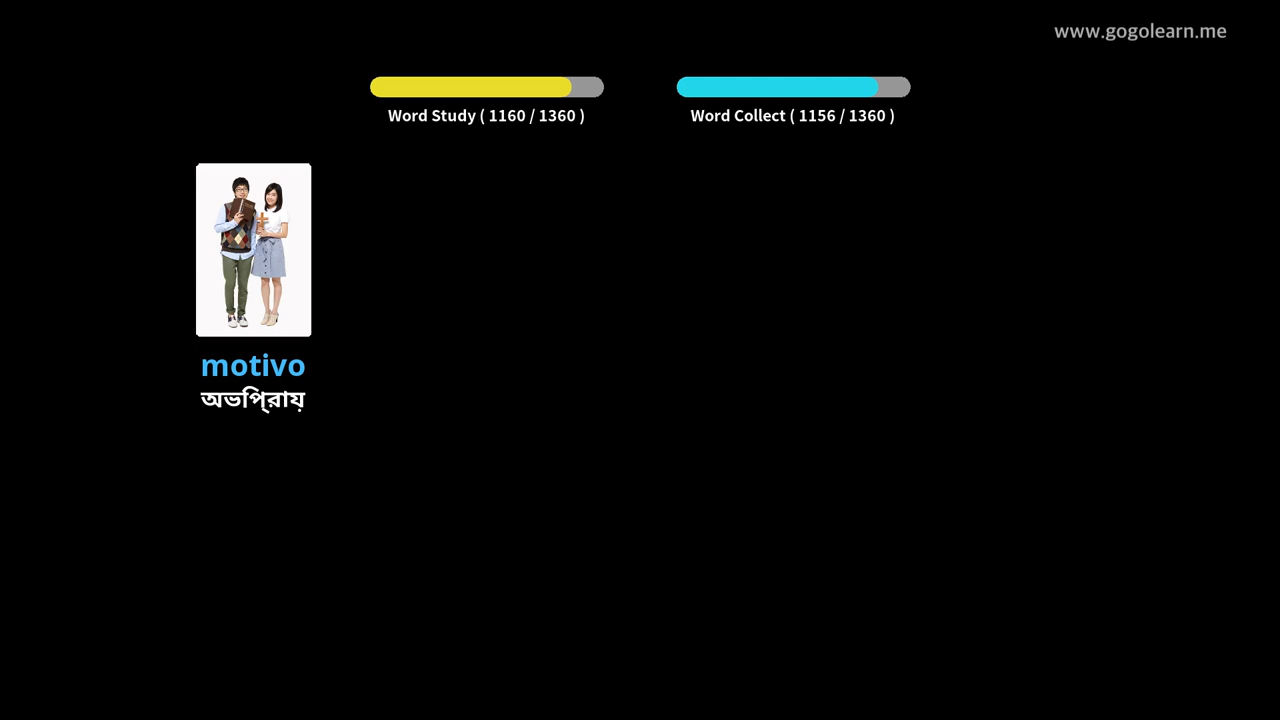 www.gogolearn.me
Word Study ( 1160 / 1360 )
Word Collect ( 1156 / 1360 )
motivo
অভিপ্রায়